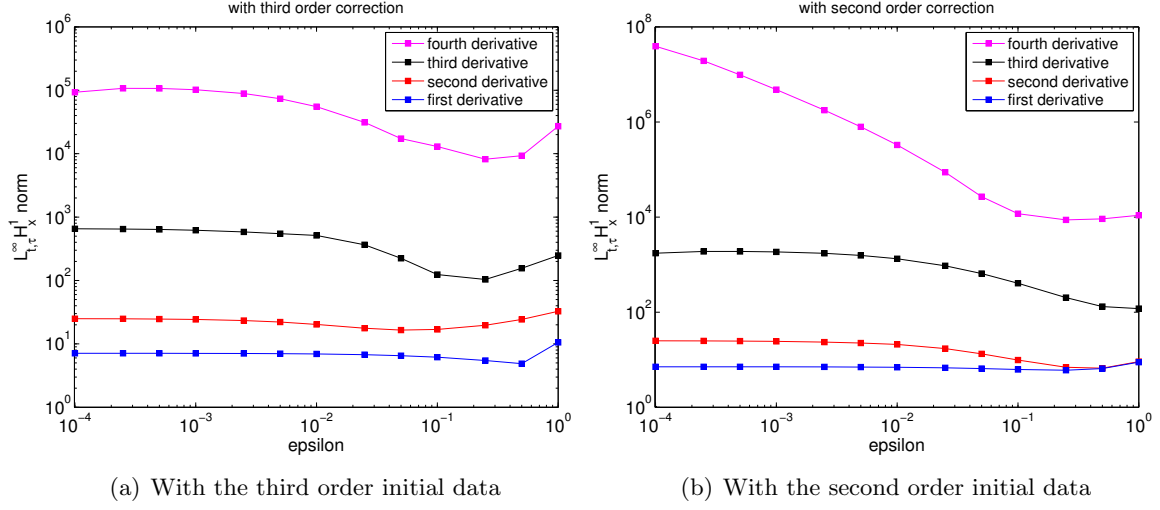 with third order correction
10^6
10^5
10^4
10^3
10^2
10^1
10^0
L^∞_{t,τ} H^1_x norm
fourth derivative
third derivative
second derivative
first derivative
10^-4
10^-3
10^-2
10^-1
10^0
epsilon
(a) With the third order initial data
with second order correction
10^8
10^6
10^4
10^2
10^0
L^∞_{t,τ} H^1_x norm
fourth derivative
third derivative
second derivative
first derivative
10^-4
10^-3
10^-2
10^-1
10^0
epsilon
(b) With the second order initial data